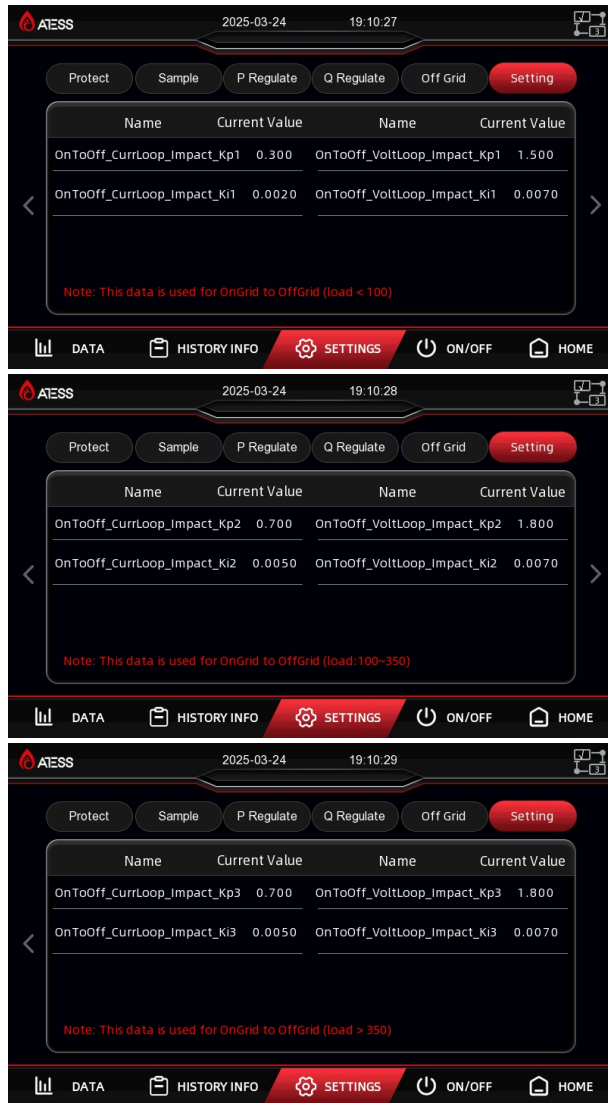 ATESS 2025-03-24 19:10:27
3
Protect Sample P Regulate Q Regulate Off Grid Setting
Name Current Value Name Current Value
OnToOff_CurrLoop_Impact_Kp1 0.300 OnToOff_VoltLoop_Impact_Kp1 1.500
OnToOff_CurrLoop_Impact_Ki1 0.0020 OnToOff_VoltLoop_Impact_Ki1 0.0070
Note: This data is used for OnGrid to OffGrid (load < 100)
DATA HISTORY INFO SETTINGS ON/OFF HOME
ATESS 2025-03-24 19:10:28
3
Protect Sample P Regulate Q Regulate Off Grid Setting
Name Current Value Name Current Value
OnToOff_CurrLoop_Impact_Kp2 0.700 OnToOff_VoltLoop_Impact_Kp2 1.800
OnToOff_CurrLoop_Impact_Ki2 0.0050 OnToOff_VoltLoop_Impact_Ki2 0.0070
Note: This data is used for OnGrid to OffGrid (load:100~350)
DATA HISTORY INFO SETTINGS ON/OFF HOME
ATESS 2025-03-24 19:10:29
3
Protect Sample P Regulate Q Regulate Off Grid Setting
Name Current Value Name Current Value
OnToOff_CurrLoop_Impact_Kp3 0.700 OnToOff_VoltLoop_Impact_Kp3 1.800
OnToOff_CurrLoop_Impact_Ki3 0.0050 OnToOff_VoltLoop_Impact_Ki3 0.0070
Note: This data is used for OnGrid to OffGrid (load > 350)
DATA HISTORY INFO SETTINGS ON/OFF HOME